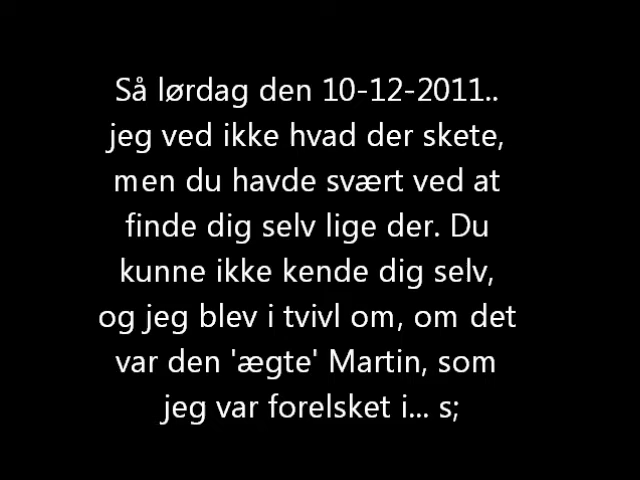 Så lørdag den 10-12-2011..
jeg ved ikke hvad der skete,
men du havde svært ved at
finde dig selv lige der. Du
kunne ikke kende dig selv,
og jeg blev i tvivl om, om det
var den 'ægte' Martin, som
jeg var forelsket i... s;